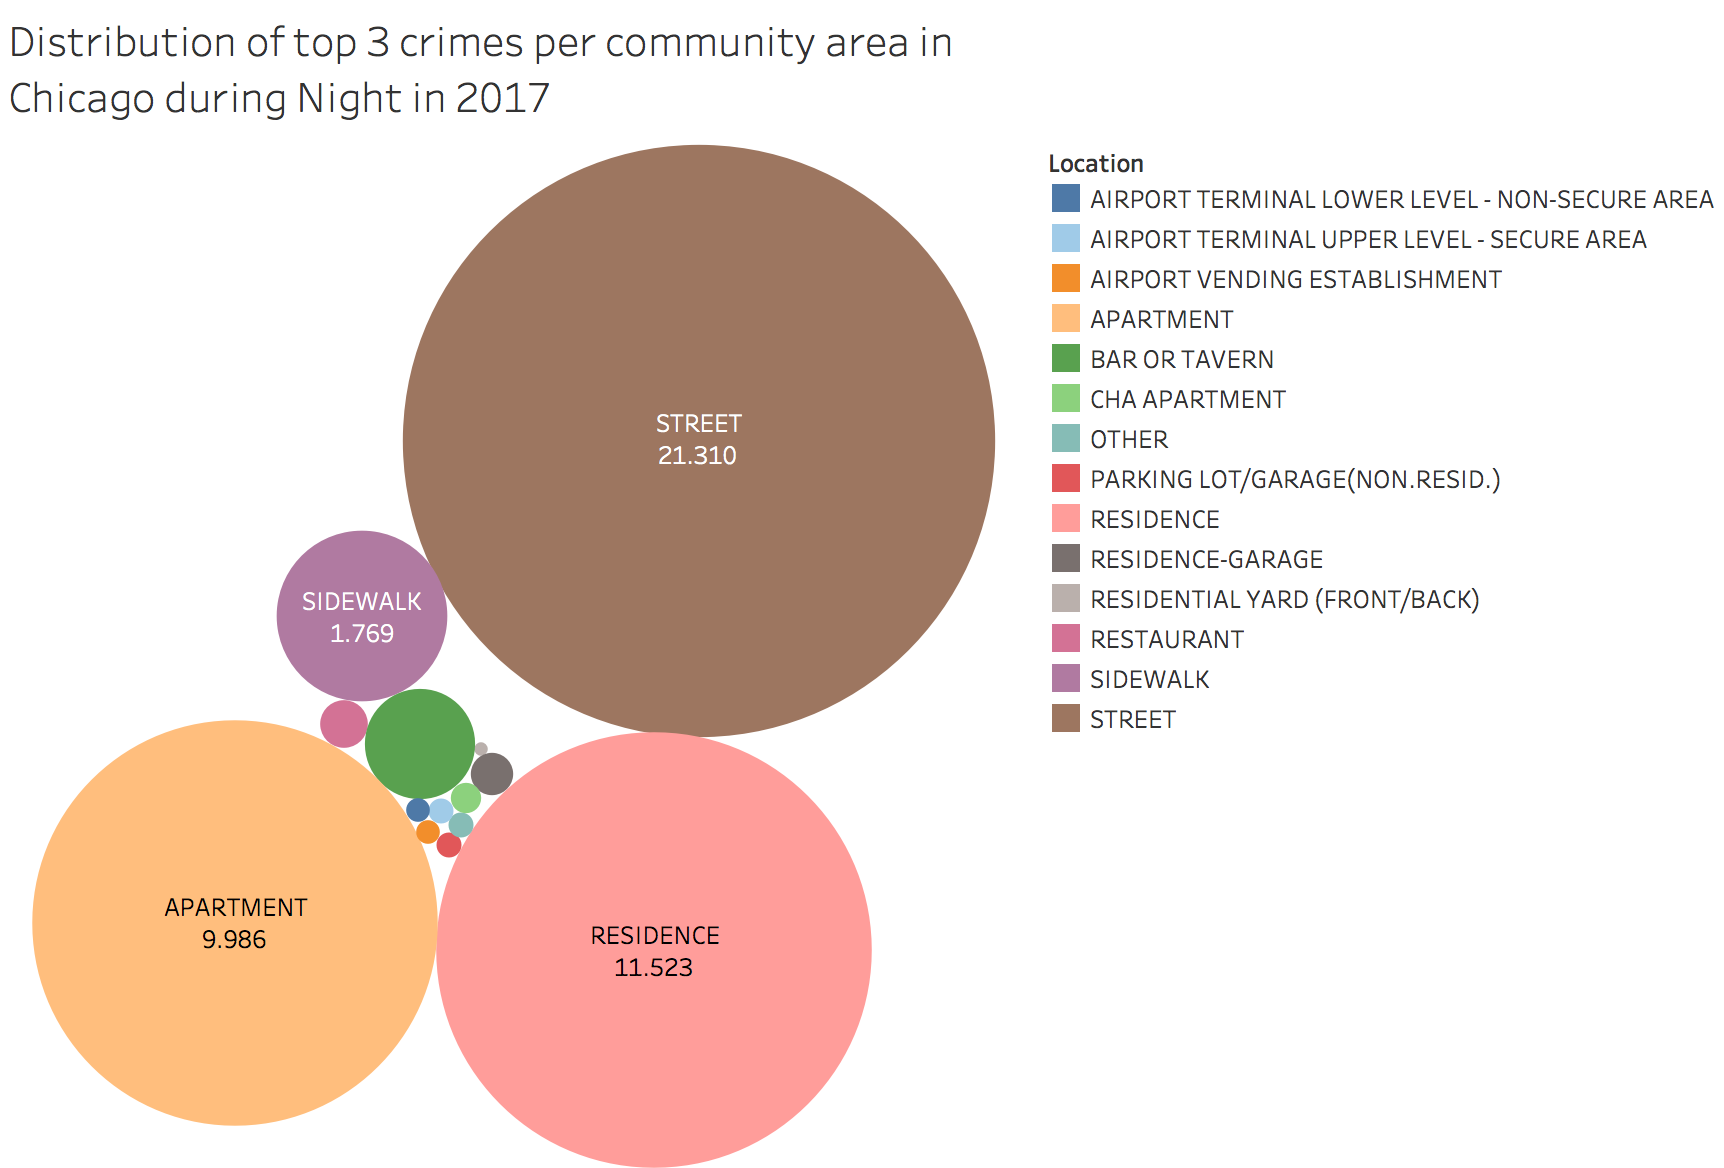 Distribution of top 3 crimes per community area in
Chicago during Night in 2017
Location
AIRPORT TERMINAL LOWER LEVEL - NON-SECURE AREA
AIRPORT TERMINAL UPPER LEVEL - SECURE AREA
AIRPORT VENDING ESTABLISHMENT
APARTMENT
BAR OR TAVERN
CHA APARTMENT
OTHER
PARKING LOT/GARAGE(NON.RESID.)
RESIDENCE
RESIDENCE-GARAGE
RESIDENTIAL YARD (FRONT/BACK)
RESTAURANT
SIDEWALK
STREET
STREET
21.310
SIDEWALK
1.769
APARTMENT
9.986
RESIDENCE
11.523